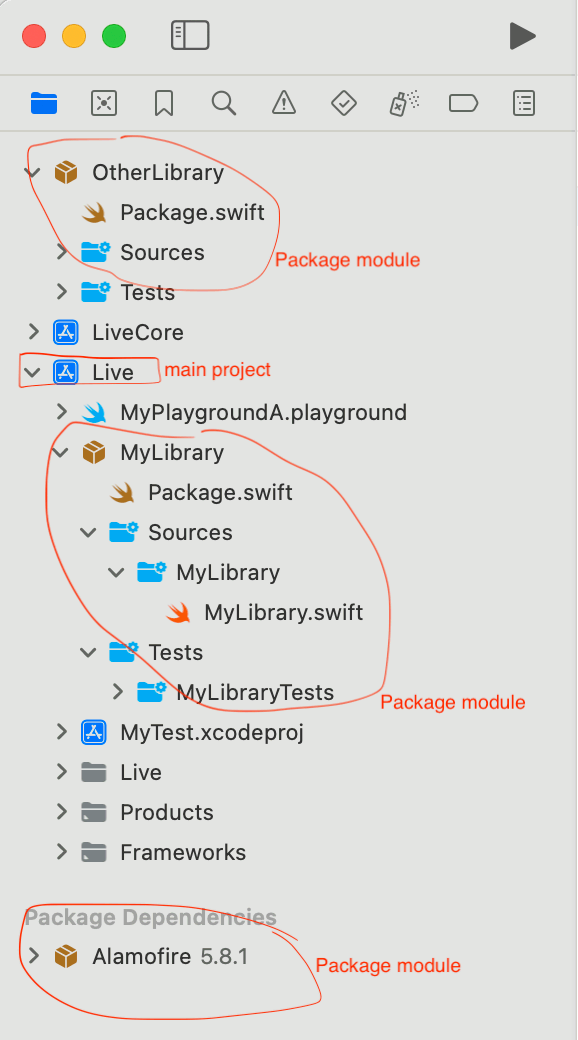 OtherLibrary
Package.swift
Sources
Package module
Tests
LiveCore
Live
main project
MyPlaygroundA.playground
MyLibrary
Package.swift
Sources
MyLibrary
MyLibrary.swift
Tests
MyLibraryTests
Package module
MyTest.xcodeproj
Live
Products
Frameworks
Package Dependencies
Alamofire 5.8.1
Package module